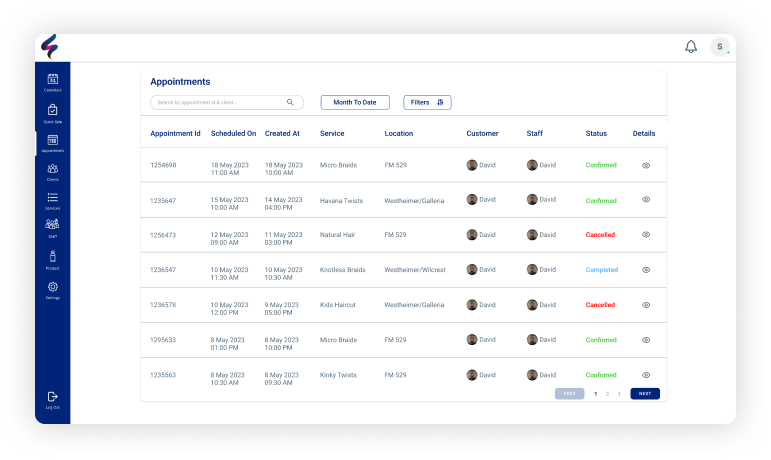 S
Calendars
Quick Sale
Appointment
Clients
Services
Staff
Product
Settings
Log Out
Appointments
Search by appointment id & client...
Month To Date
Filters
Appointment Id Scheduled On Created At Service Location Customer Staff Status Details
1254698 18 May 2023 11:00 AM 18 May 2023 10:00 AM Micro Braids FM 529 David David Confirmed
1235647 15 May 2023 10:00 AM 14 May 2023 04:00 PM Havana Twists Westheimer/Galleria David David Confirmed
1256473 12 May 2023 09:00 AM 11 May 2023 03:00 PM Natural Hair FM 529 David David Cancelled
1236547 10 May 2023 11:30 AM 10 May 2023 10:30 AM Knotless Braids Westheimer/Wilcrest David David Completed
1236578 10 May 2023 12:00 PM 9 May 2023 05:00 PM Kids Haircut Westheimer/Galleria David David Cancelled
1295633 8 May 2023 01:00 PM 8 May 2023 10:00 PM Micro Braids FM 529 David David Confirmed
1235563 8 May 2023 10:30 AM 8 May 2023 09:30 AM Kinky Twists FM 529 David David Confirmed
PREV 1 2 3 NEXT